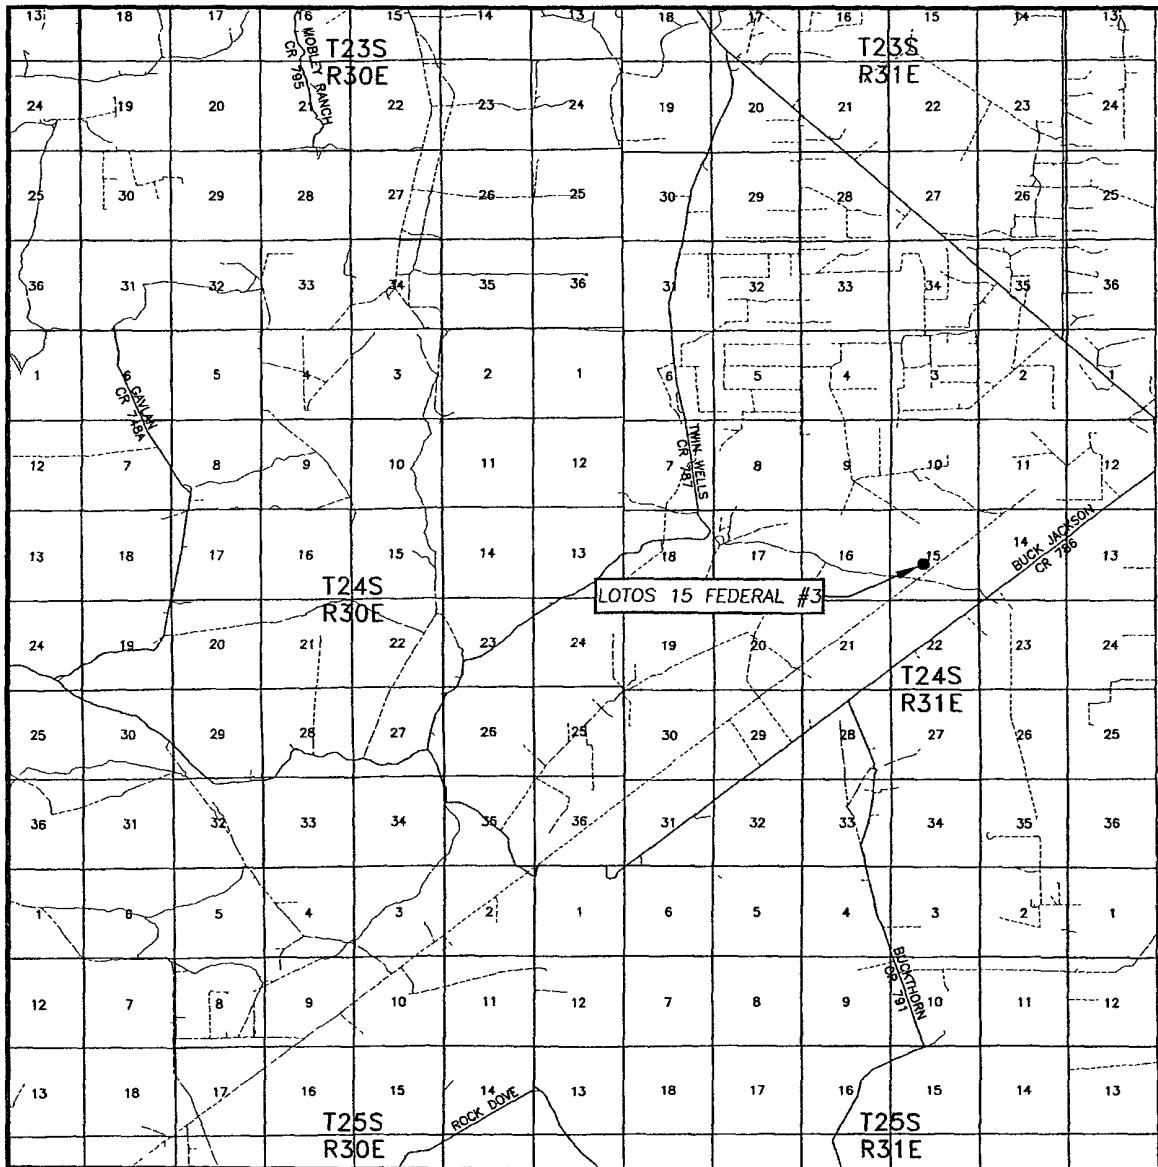 13 18 17 16 15 14 13 18 17 16 15 14 13
MOBLEY RANCH
CR 795
T23S
R30E
T23S
R31E
24 19 20 21 22 23 24 19 20 21 22 23 24
25 30 29 28 27 26 25 30 29 28 27 26 25
36 31 32 33 34 35 36 31 32 33 34 35 36
1 6 5 4 3 2 1 6 5 4 3 2 1
GAVLAN
CR 748A
TWIN WELLS
CR 787
12 7 8 9 10 11 12 7 8 9 10 11 12
BUCK JACKSON
CR 786
13 18 17 16 15 14 13 18 17 16 15 14 13
T24S
R30E
LOTOS 15 FEDERAL #3
24 19 20 21 22 23 24 19 20 21 22 23 24
T24S
R31E
25 30 29 28 27 26 25 30 29 28 27 26 25
36 31 32 33 34 35 36 31 32 33 34 35 36
1 6 5 4 3 2 1 6 5 4 3 2 1
BUCKTHORN
CR 791
12 7 8 9 10 11 12 7 8 9 10 11 12
13 18 17 16 15 14 13 18 17 16 15 14 13
ROCK DOVE
T25S
R30E
T25S
R31E